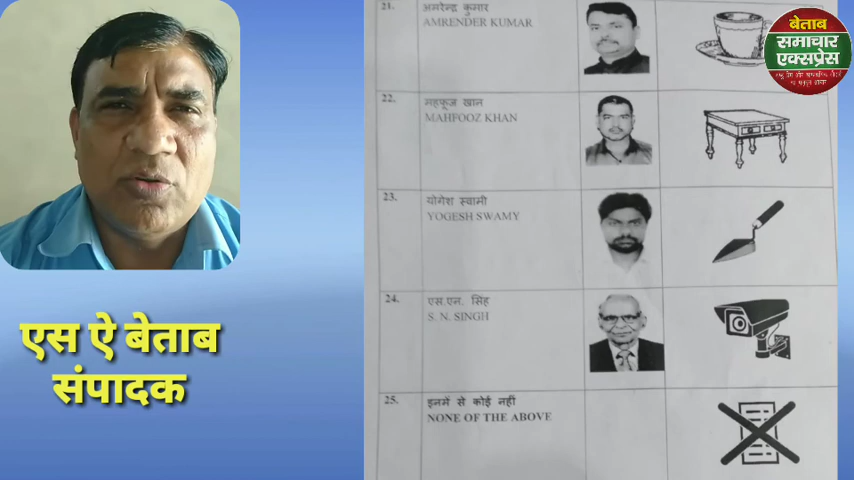 एस ऐ बेताब
संपादक
21.
अमरेन्द्र कुमार
AMRENDER KUMAR
22.
महफूज खान
MAHFOOZ KHAN
23.
योगेश स्वामी
YOGESH SWAMY
24.
एस.एन. सिंह
S. N. SINGH
25.
इनमें से कोई नहीं
NONE OF THE ABOVE
बेताब
समाचार
एक्सप्रेस